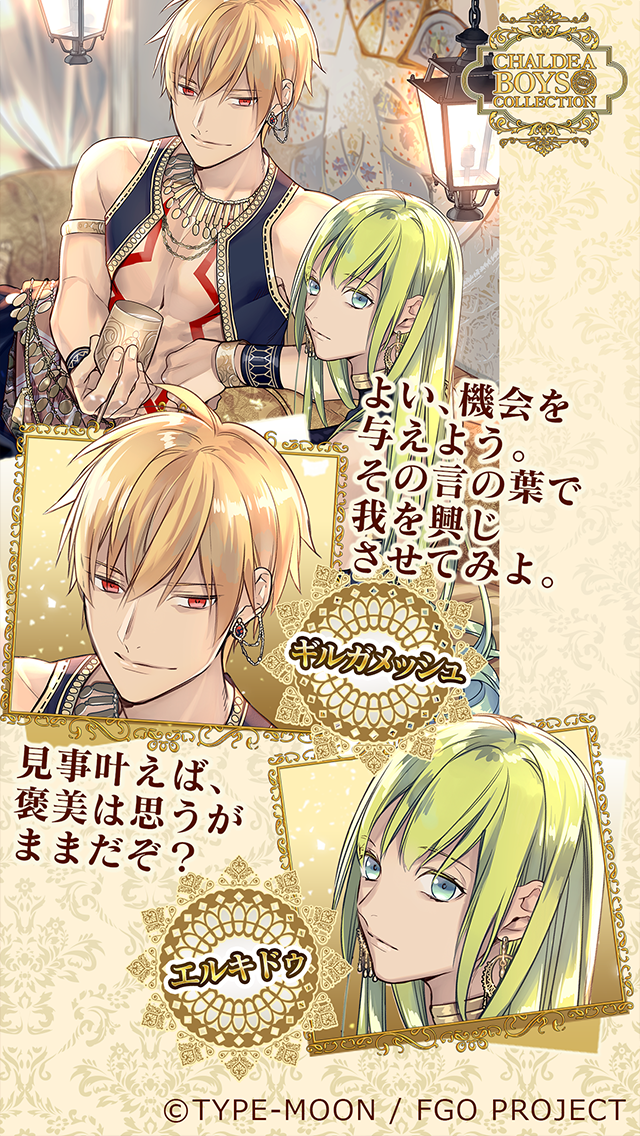 CHALDEA
BOYS
COLLECTION
よい、機会を
与えよう。
その言の葉で
我を興じ
させてみよ。
ギルガメッシュ
見事叶えば、
褒美は思うが
ままだぞ？
エルキドゥ
©TYPE-MOON / FGO PROJECT